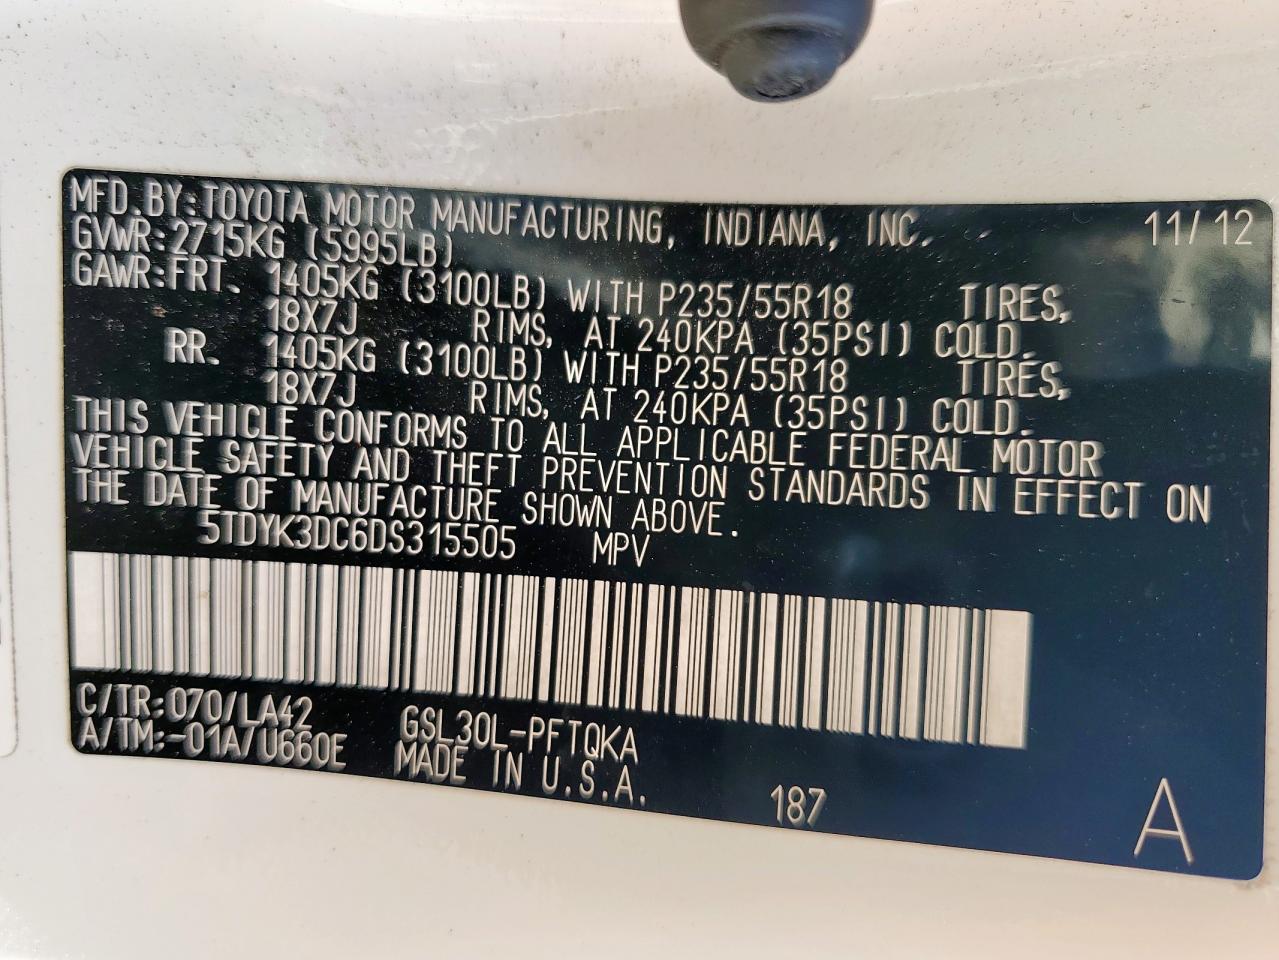 MFD.BY:TOYOTA MOTOR MANUFACTURING, INDIANA, INC. 11/12
GVWR:2715KG (5995LB)
GAWR:FRT. 1405KG (3100LB) WITH P235/55R18 TIRES,
18X7J RIMS, AT 240KPA (35PSI) COLD.
RR. 1405KG (3100LB) WITH P235/55R18 TIRES,
18X7J RIMS, AT 240KPA (35PSI) COLD.
THIS VEHICLE CONFORMS TO ALL APPLICABLE FEDERAL MOTOR
VEHICLE SAFETY AND THEFT PREVENTION STANDARDS IN EFFECT ON
THE DATE OF MANUFACTURE SHOWN ABOVE.
5TDYK3DC6DS315505 MPV
C/TR:070/LA42 GSL30L-PFTQKA
A/TM:-01A/U660E MADE IN U.S.A.
187
A